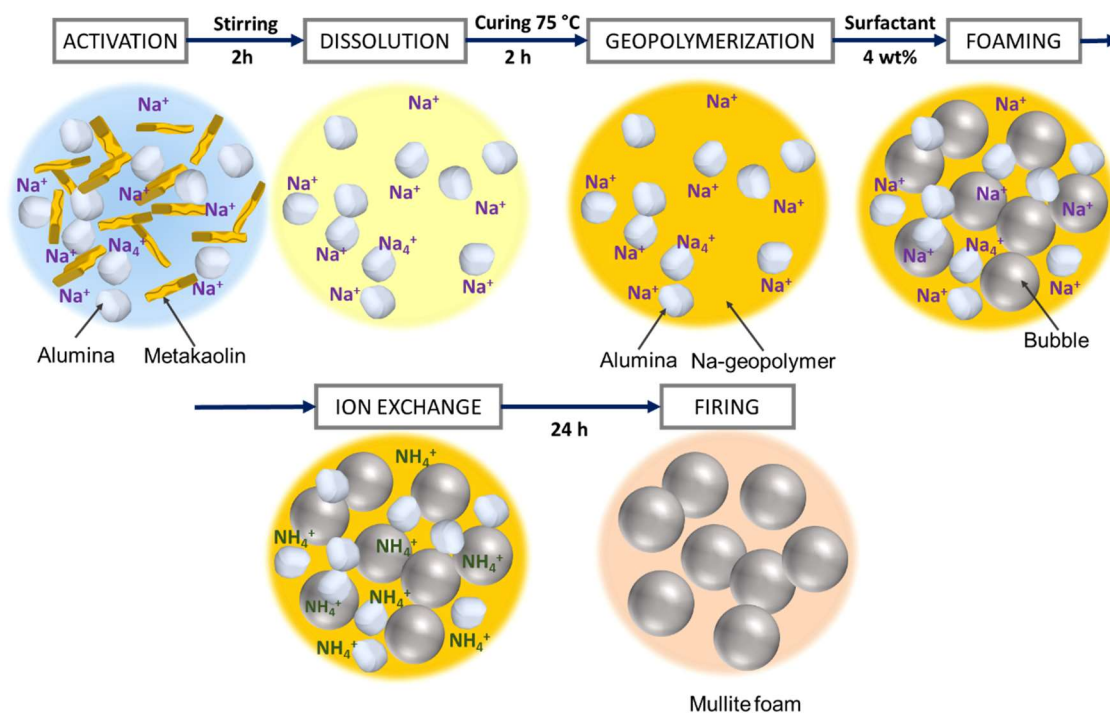 ACTIVATION
Stirring
2h
DISSOLUTION
Curing 75 °C
2 h
GEOPOLYMERIZATION
Surfactant
4 wt%
FOAMING
Na⁺
Na⁺
Na⁺
Na⁺
Na⁺
Na₄⁺
Na⁺
Na⁺
Alumina
Metakaolin
Na⁺
Na⁺
Na⁺
Na⁺
Na⁺
Na₄⁺
Na⁺
Na⁺
Na⁺
Na⁺
Na⁺
Na⁺
Na⁺
Na₄⁺
Na⁺
Na⁺
Alumina
Na-geopolymer
Na⁺
Na⁺
Na⁺
Na⁺
Na⁺
Na₄⁺
Na⁺
Na⁺
Bubble
ION EXCHANGE
24 h
FIRING
NH₄⁺
NH₄⁺
NH₄⁺
NH₄⁺
NH₄⁺
NH₄⁺
NH₄⁺
NH₄⁺
Mullite foam